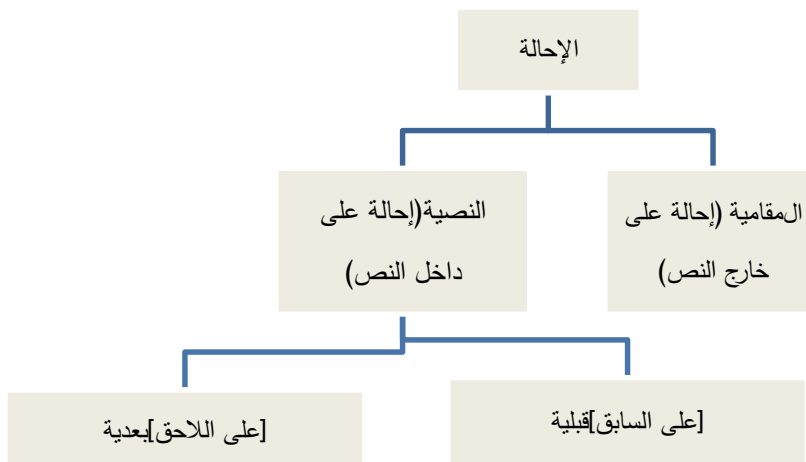 الإحالة
المقامية (إحالة على
خارج النص)
النصية(إحالة على
داخل النص)
[على السابق]قبلية
[على اللاحق]بعدية